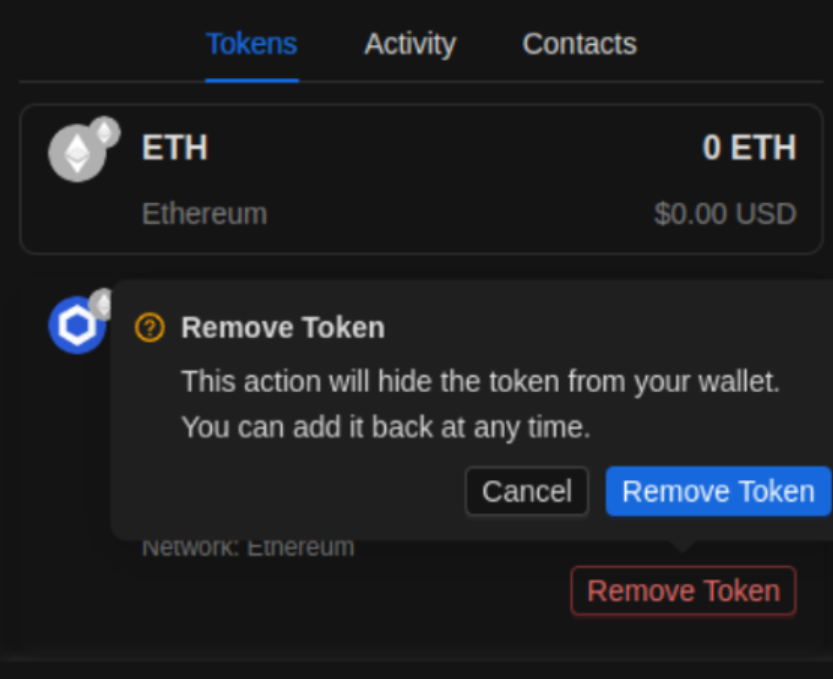 Tokens Activity Contacts
ETH 0 ETH
Ethereum $0.00 USD
Remove Token
This action will hide the token from your wallet.
You can add it back at any time.
Cancel Remove Token
Network: Ethereum
Remove Token